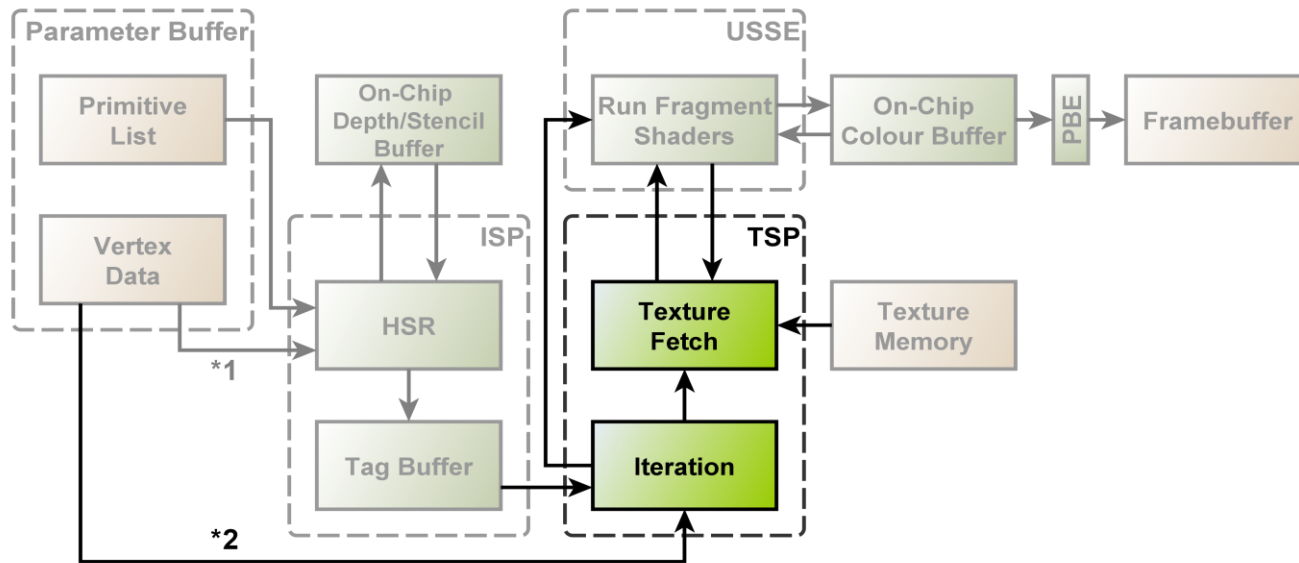 Parameter Buffer
Primitive
List
Vertex
Data
*1
*2
On-Chip
Depth/Stencil
Buffer
ISP
HSR
Tag Buffer
USSE
Run Fragment
Shaders
TSP
Texture
Fetch
Iteration
On-Chip
Colour Buffer
PBE
Framebuffer
Texture
Memory